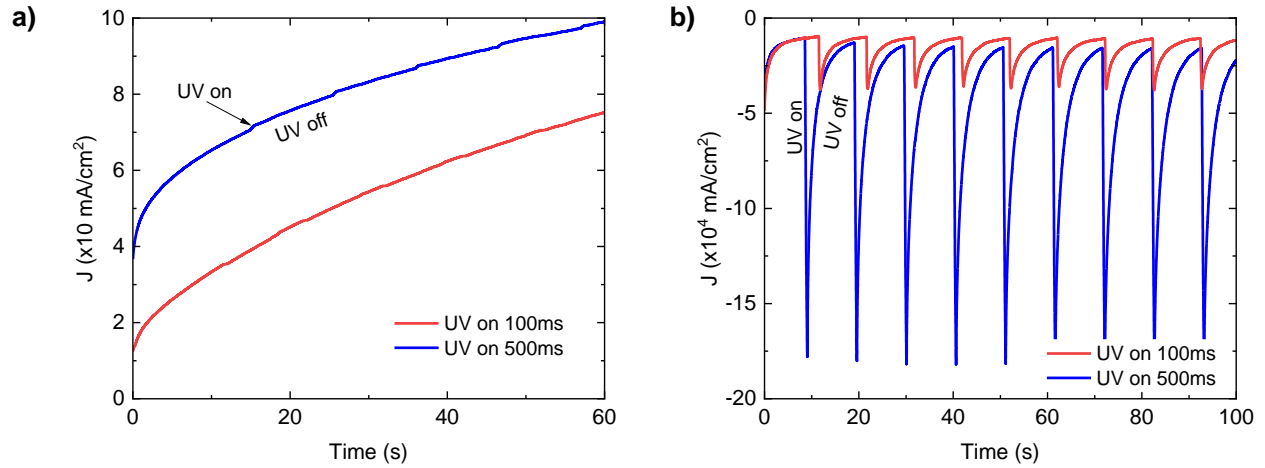 a)
10
8
6
4
2
0
J (x10 mA/cm²)
UV on
UV off
UV on 100ms
UV on 500ms
0 20 40 60
Time (s)
b)
0
-5
-10
-15
-20
J (x10⁴ mA/cm²)
UV on
UV off
UV on 100ms
UV on 500ms
0 20 40 60 80 100
Time (s)